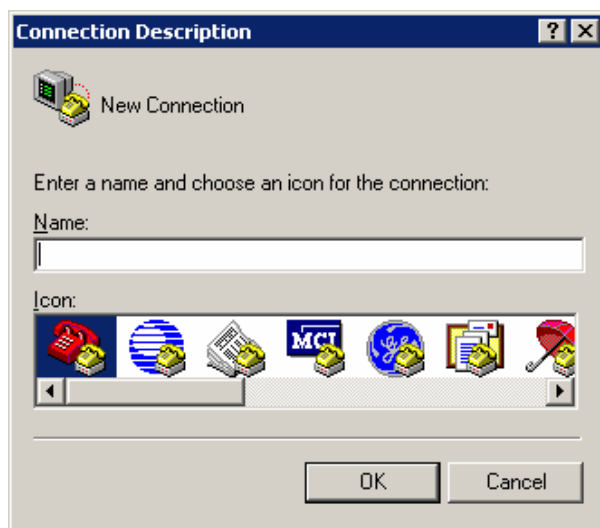 Connection Description
New Connection
Enter a name and choose an icon for the connection:
Name:
Icon:
MCI
OK
Cancel